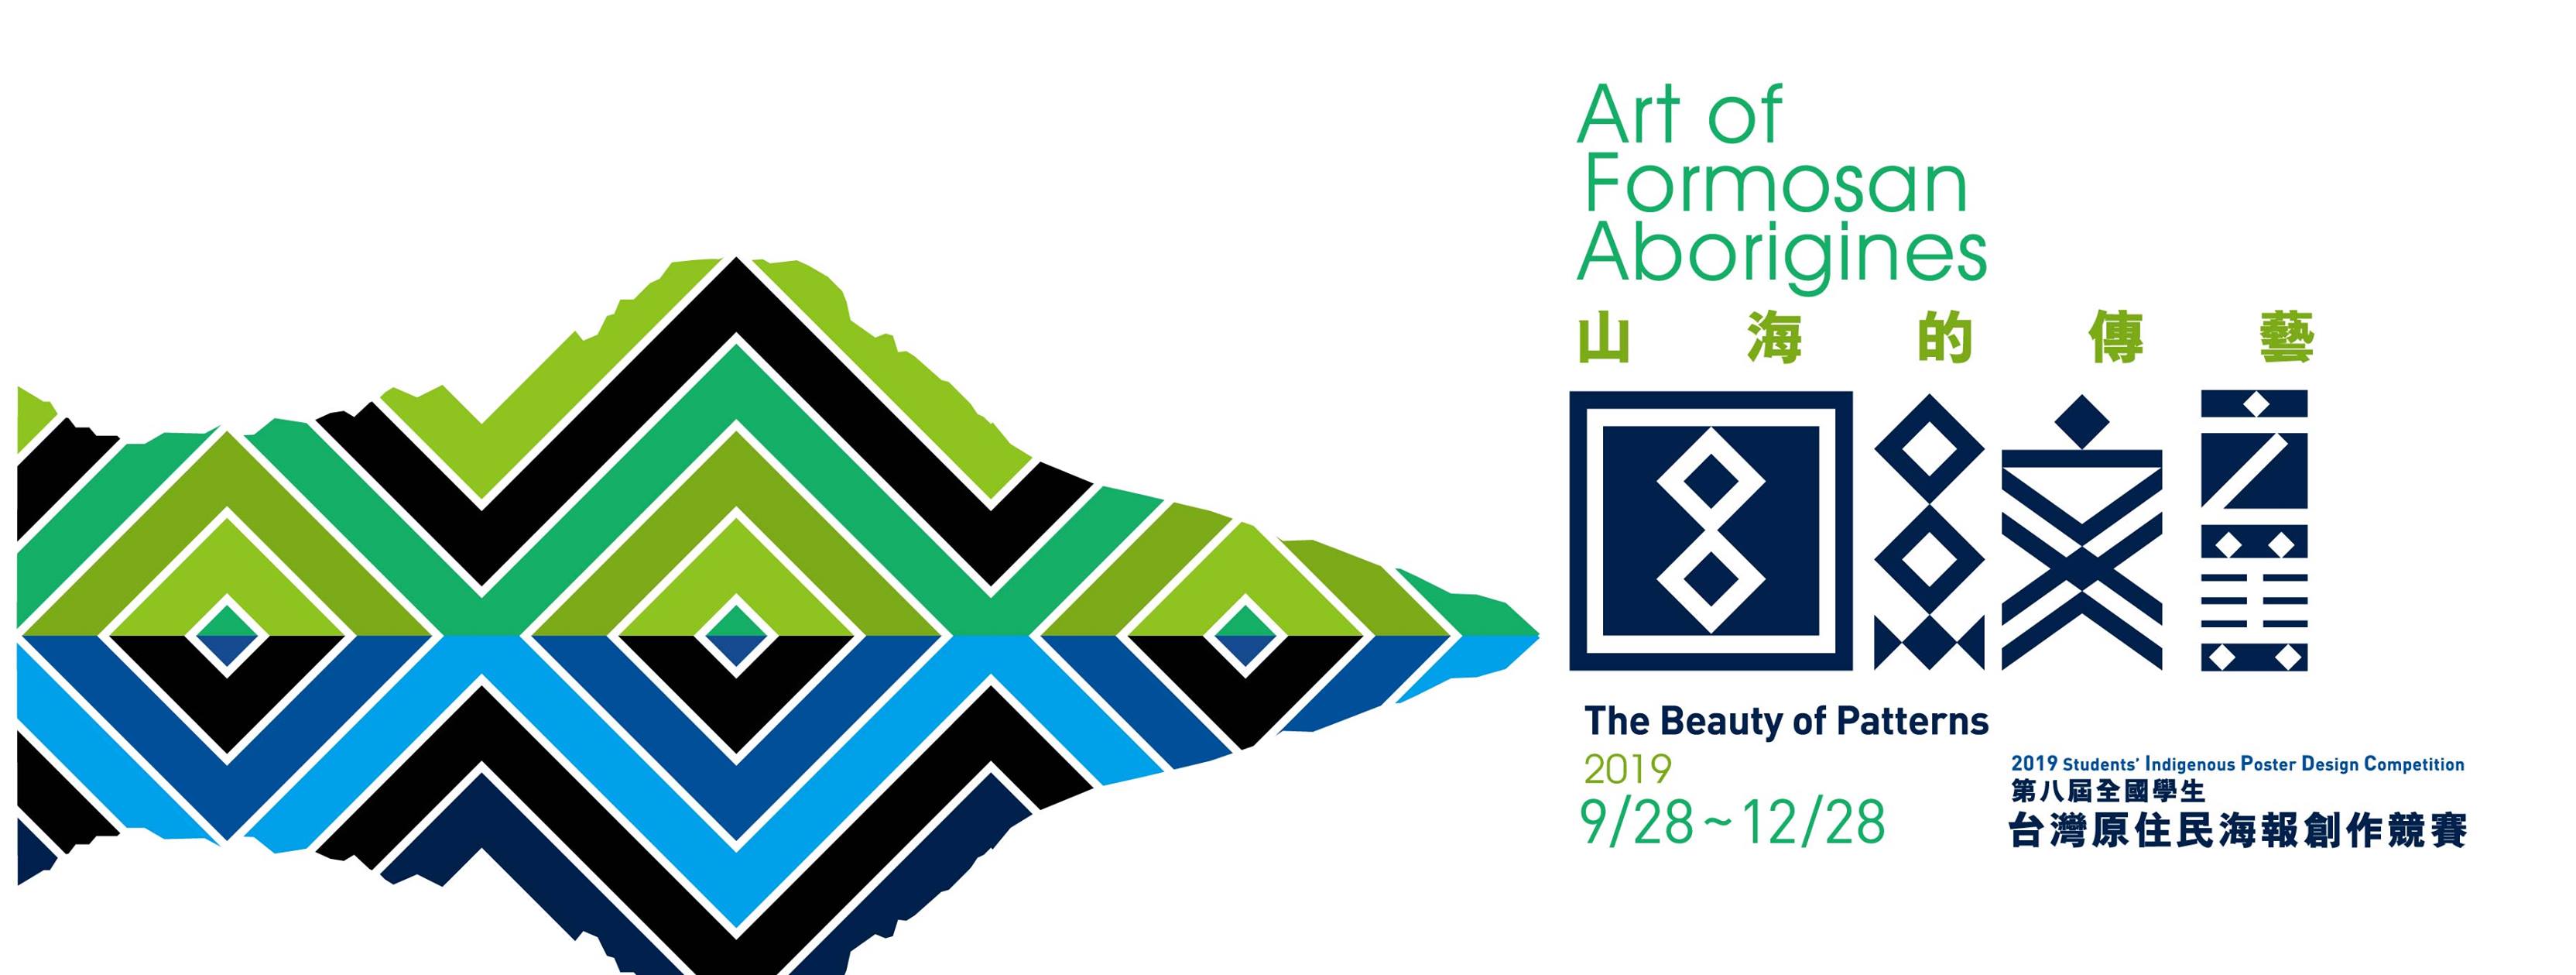 Art of
Formosan
Aborigines
山海的傳藝
圖紋之美
The Beauty of Patterns
2019
9/28~12/28
2019 Students' Indigenous Poster Design Competition
第八屆全國學生
台灣原住民海報創作競賽